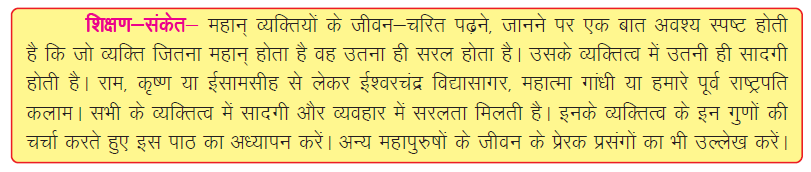 शिक्षण–संकेत– महान् व्यक्तियों के जीवन–चरित पढ़ने, जानने पर एक बात अवश्य स्पष्ट होती
है कि जो व्यक्ति जितना महान् होता है वह उतना ही सरल होता है। उसके व्यक्तित्व में उतनी ही सादगी
होती है। राम, कृष्ण या ईसामसीह से लेकर ईश्वरचंद्र विद्यासागर, महात्मा गांधी या हमारे पूर्व राष्ट्रपति
कलाम। सभी के व्यक्तित्व में सादगी और व्यवहार में सरलता मिलती है। इनके व्यक्तित्व के इन गुणों की
चर्चा करते हुए इस पाठ का अध्यापन करें। अन्य महापुरुषों के जीवन के प्रेरक प्रसंगों का भी उल्लेख करें।